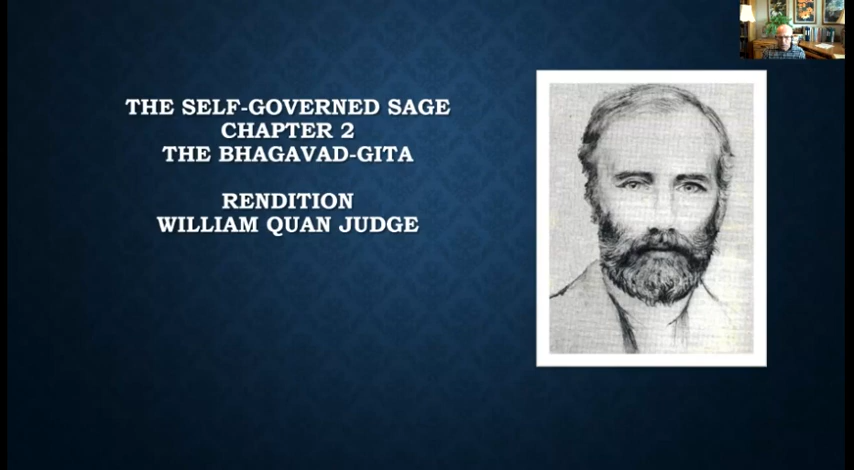 THE SELF-GOVERNED SAGE
CHAPTER 2
THE BHAGAVAD-GITA
RENDITION
WILLIAM QUAN JUDGE